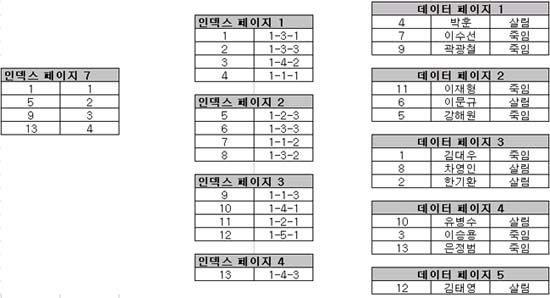 인덱스 페이지 7
1 1
5 2
9 3
13 4
인덱스 페이지 1
1 1-3-1
2 1-3-3
3 1-4-2
4 1-1-1
인덱스 페이지 2
5 1-2-3
6 1-3-3
7 1-1-2
8 1-3-2
인덱스 페이지 3
9 1-1-3
10 1-4-1
11 1-2-1
12 1-5-1
인덱스 페이지 4
13 1-4-3
데이터 페이지 1
4 박훈 살림
7 이수선 죽임
9 곽광철 죽임
데이터 페이지 2
11 이재형 죽임
6 이문규 살림
5 강해원 죽임
데이터 페이지 3
1 김대우 죽임
8 차영인 살림
2 한기환 살림
데이터 페이지 4
10 유병수 살림
3 이승용 죽임
13 은정범 죽임
데이터 페이지 5
12 김태영 살림